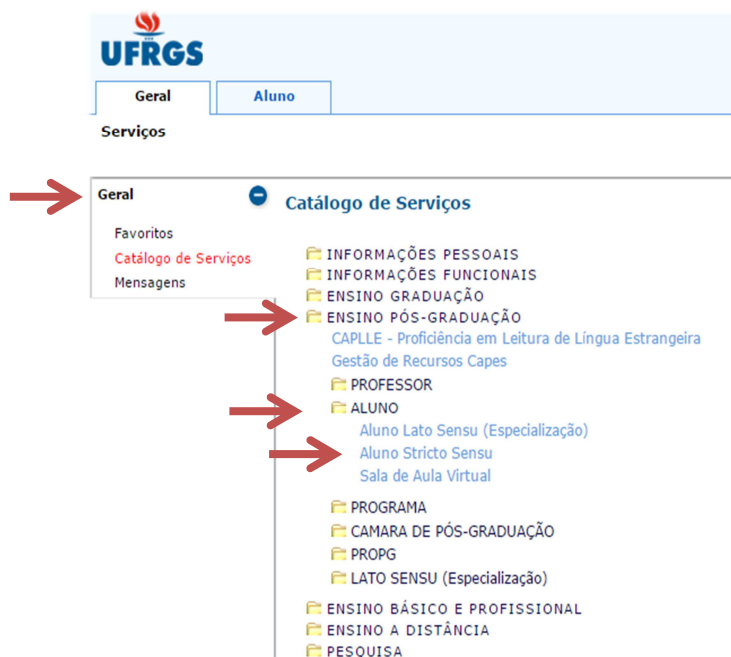 UFRGS
Geral Aluno
Serviços
Geral
Favoritos
Catálogo de Serviços
Mensagens
Catálogo de Serviços
INFORMAÇÕES PESSOAIS
INFORMAÇÕES FUNCIONAIS
ENSINO GRADUAÇÃO
ENSINO PÓS-GRADUAÇÃO
CAPLLE - Proficiência em Leitura de Língua Estrangeira
Gestão de Recursos Capes
PROFESSOR
ALUNO
Aluno Lato Sensu (Especialização)
Aluno Stricto Sensu
Sala de Aula Virtual
PROGRAMA
CAMARA DE PÓS-GRADUAÇÃO
PROPG
LATO SENSU (Especialização)
ENSINO BÁSICO E PROFISSIONAL
ENSINO A DISTÂNCIA
PESQUISA